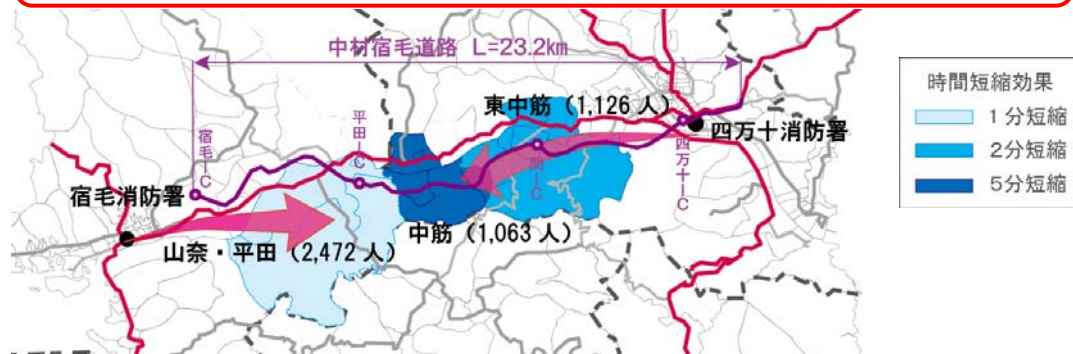 中村宿毛道路 L=23.2km
東中筋（1,126 人）
四万十消防署
平田IC
宿毛IC
間IC
四万十IC
宿毛消防署
中筋（1,063 人）
山奈・平田（2,472 人）
時間短縮効果
1分短縮
2分短縮
5分短縮